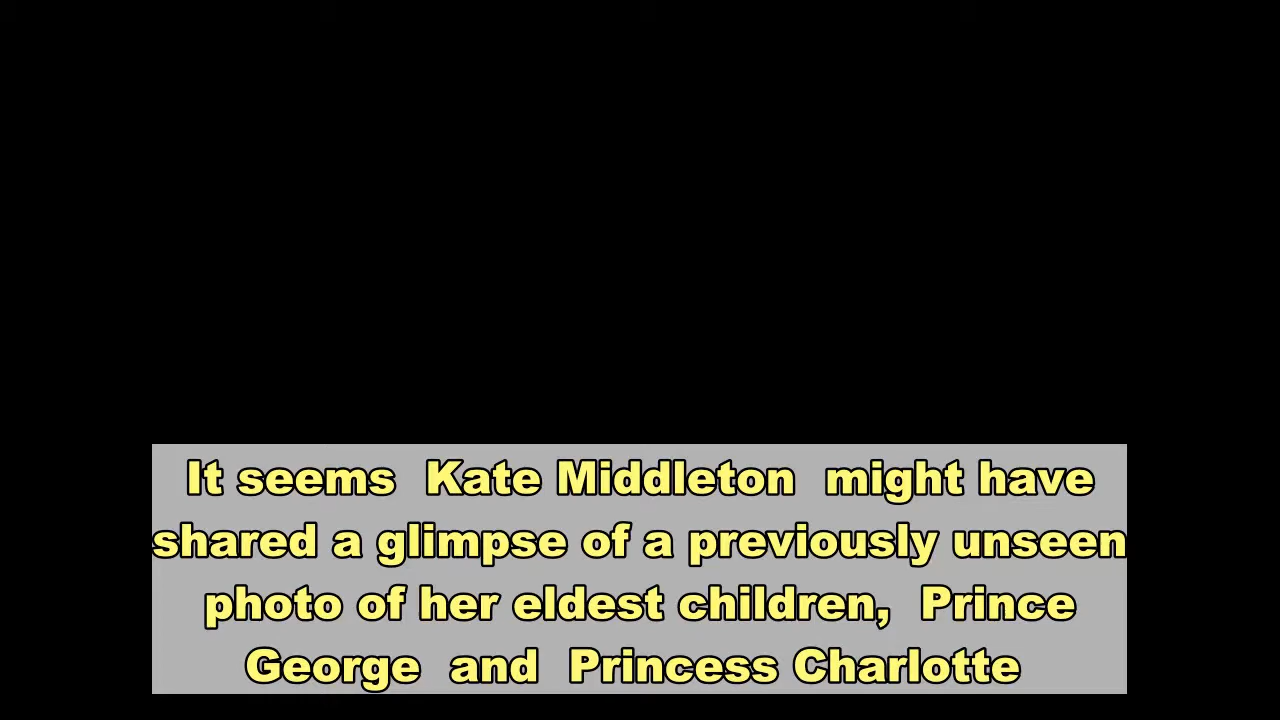 It seems  Kate Middleton  might have
shared a glimpse of a previously unseen
photo of her eldest children,  Prince
George  and  Princess Charlotte